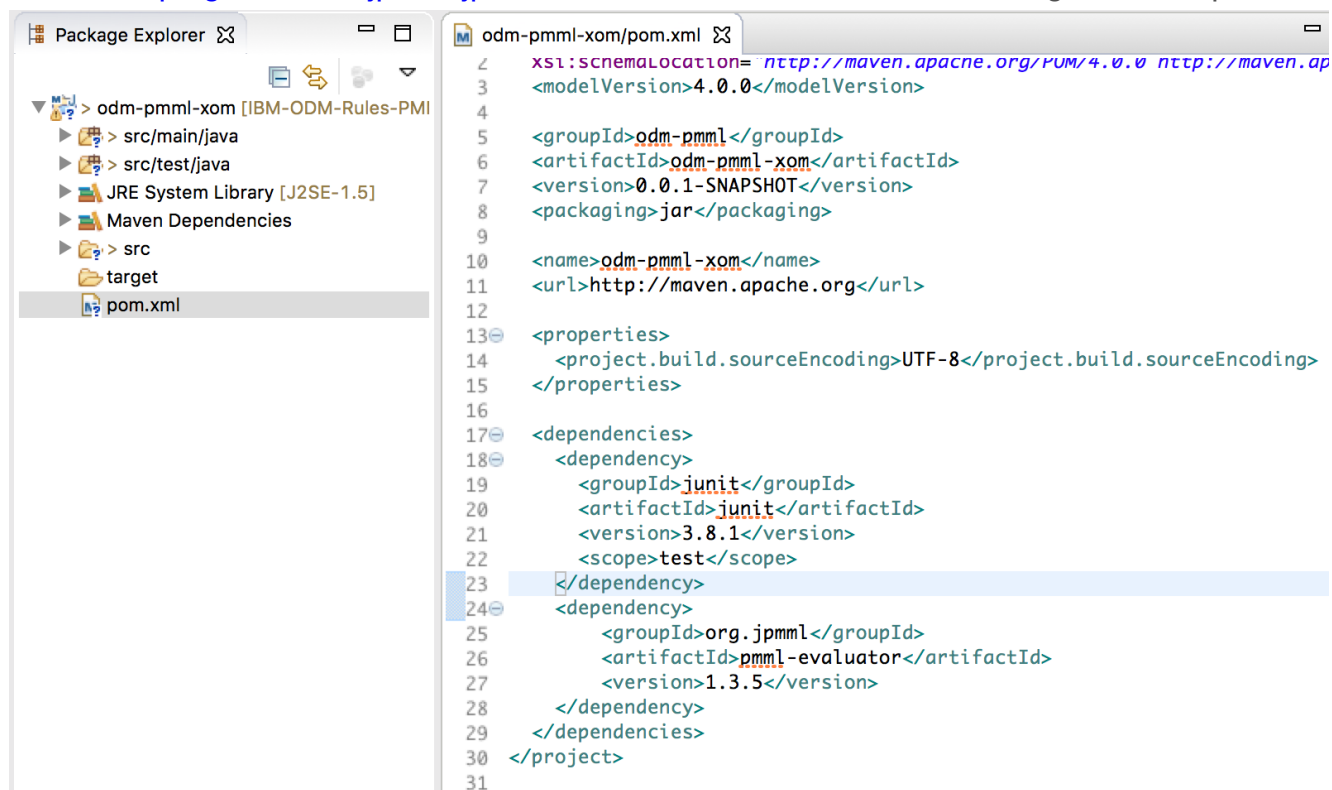 Package Explorer
> odm-pmml-xom [IBM-ODM-Rules-PMI
> src/main/java
> src/test/java
JRE System Library [J2SE-1.5]
Maven Dependencies
> src
target
pom.xml
odm-pmml-xom/pom.xml
2 xsi:schemaLocation="http://maven.apache.org/POM/4.0.0 http://maven.ap
3 <modelVersion>4.0.0</modelVersion>
4
5 <groupId>odm-pmml</groupId>
6 <artifactId>odm-pmml-xom</artifactId>
7 <version>0.0.1-SNAPSHOT</version>
8 <packaging>jar</packaging>
9
10 <name>odm-pmml-xom</name>
11 <url>http://maven.apache.org</url>
12
13 <properties>
14 <project.build.sourceEncoding>UTF-8</project.build.sourceEncoding>
15 </properties>
16
17 <dependencies>
18 <dependency>
19 <groupId>junit</groupId>
20 <artifactId>junit</artifactId>
21 <version>3.8.1</version>
22 <scope>test</scope>
23 </dependency>
24 <dependency>
25 <groupId>org.jpmml</groupId>
26 <artifactId>pmml-evaluator</artifactId>
27 <version>1.3.5</version>
28 </dependency>
29 </dependencies>
30 </project>
31